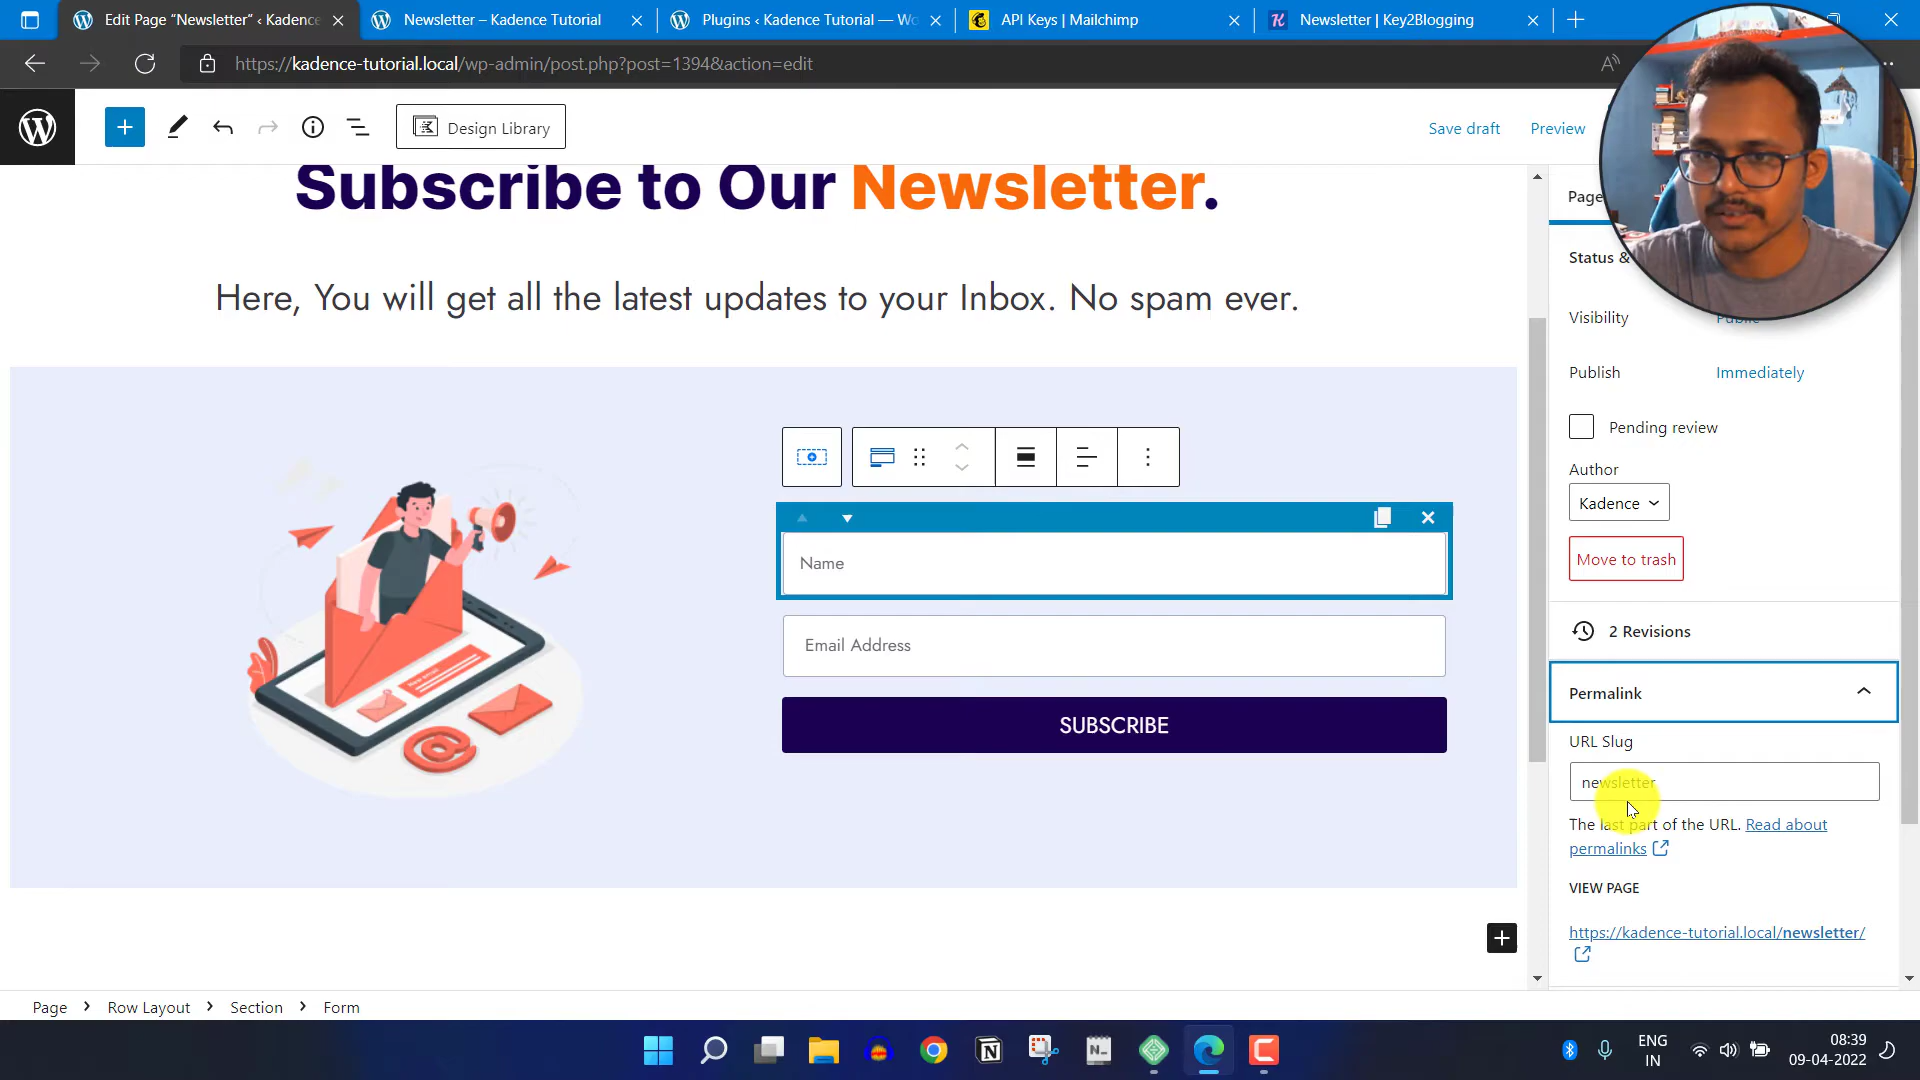 Edit Page “Newsletter” ‹ Kadence
Newsletter – Kadence Tutorial
Plugins ‹ Kadence Tutorial — Wo
API Keys | Mailchimp
Newsletter | Key2Blogging
https://kadence-tutorial.local/wp-admin/post.php?post=1394&action=edit
Design Library
Save draft
Preview
Subscribe to Our Newsletter.
Here, You will get all the latest updates to your Inbox. No spam ever.
Name
Email Address
SUBSCRIBE
Page
Status &
Visibility
Public
Publish
Immediately
Pending review
Author
Kadence
Move to trash
2 Revisions
Permalink
URL Slug
newsletter
The last part of the URL. Read about
permalinks
VIEW PAGE
https://kadence-tutorial.local/newsletter/
Page
Row Layout
Section
Form
ENG
IN
08:39
09-04-2022